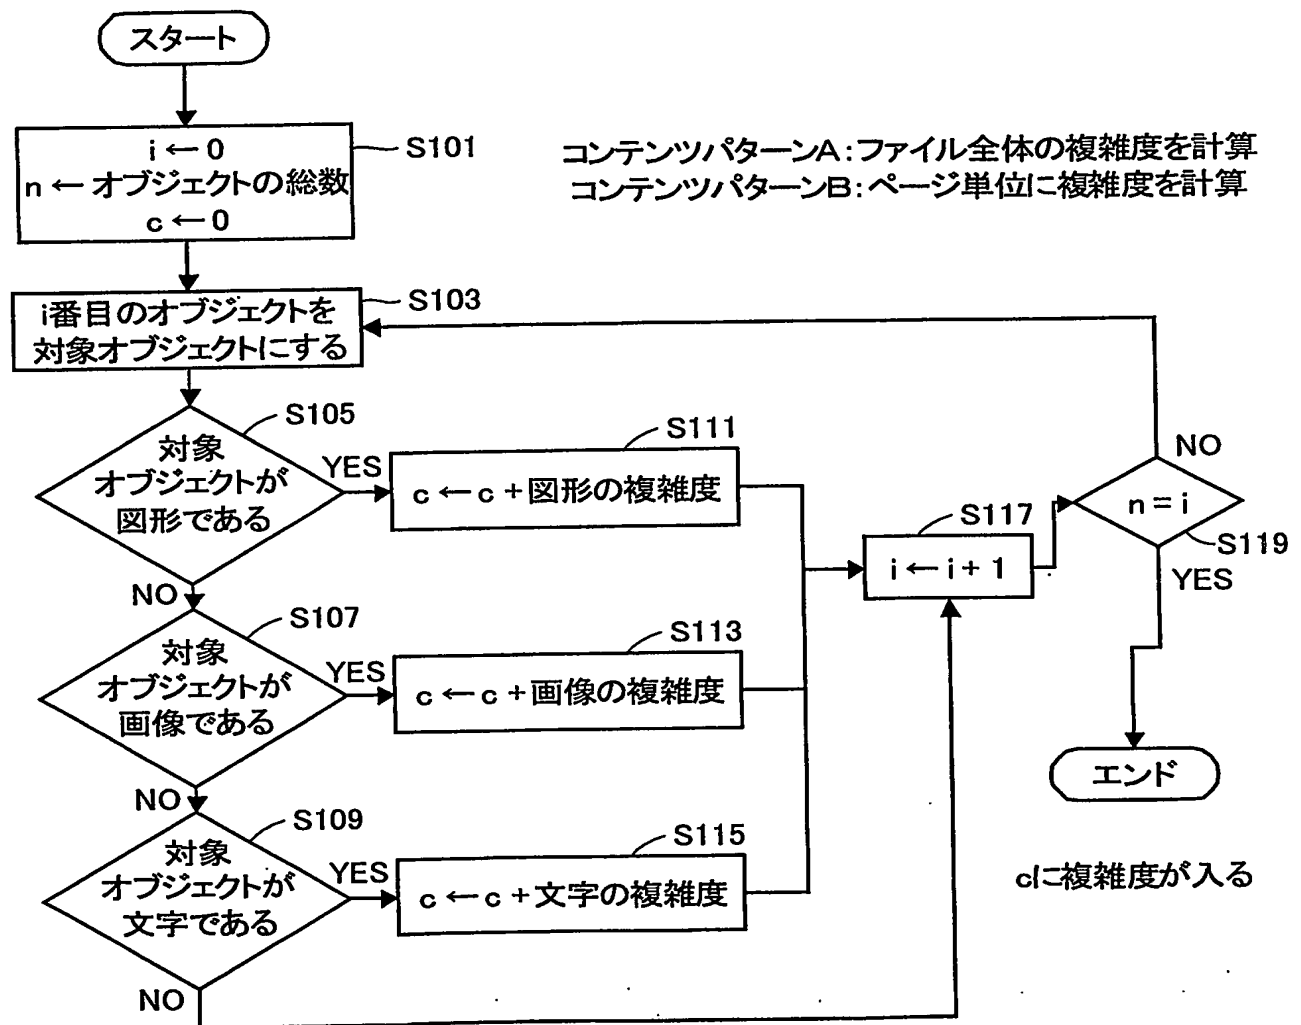 スタート
i←0
n←オブジェクトの総数
c←0
S101
コンテンツパターンA:ファイル全体の複雑度を計算
コンテンツパターンB:ページ単位に複雑度を計算
i番目のオブジェクトを
対象オブジェクトにする
S103
対象
オブジェクトが
図形である
S105
YES
NO
c←c+図形の複雑度
S111
対象
オブジェクトが
画像である
S107
YES
NO
c←c+画像の複雑度
S113
対象
オブジェクトが
文字である
S109
YES
NO
c←c+文字の複雑度
S115
i←i+1
S117
n=i
S119
NO
YES
エンド
cに複雑度が入る